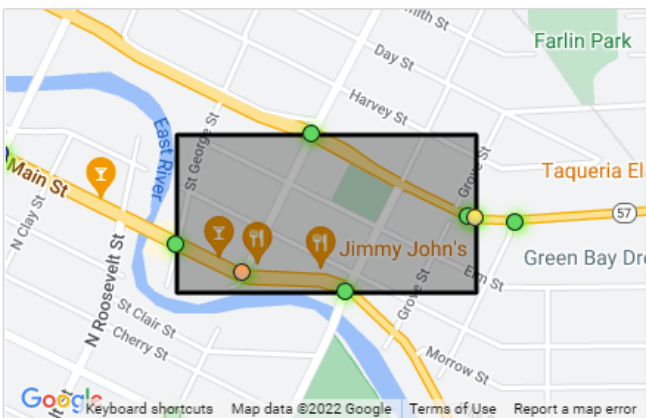 Smith St
Farlin Park
Day St
Harvey St
East River
St George St
Grove St
Taqueria El
Main St
57
N Clay St
N Roosevelt St
Jimmy John's
Elm St
Green Bay Dre
Grove St
St Clair St
Cherry St
Morrow St
Google
Keyboard shortcuts
Map data ©2022 Google
Terms of Use
Report a map error